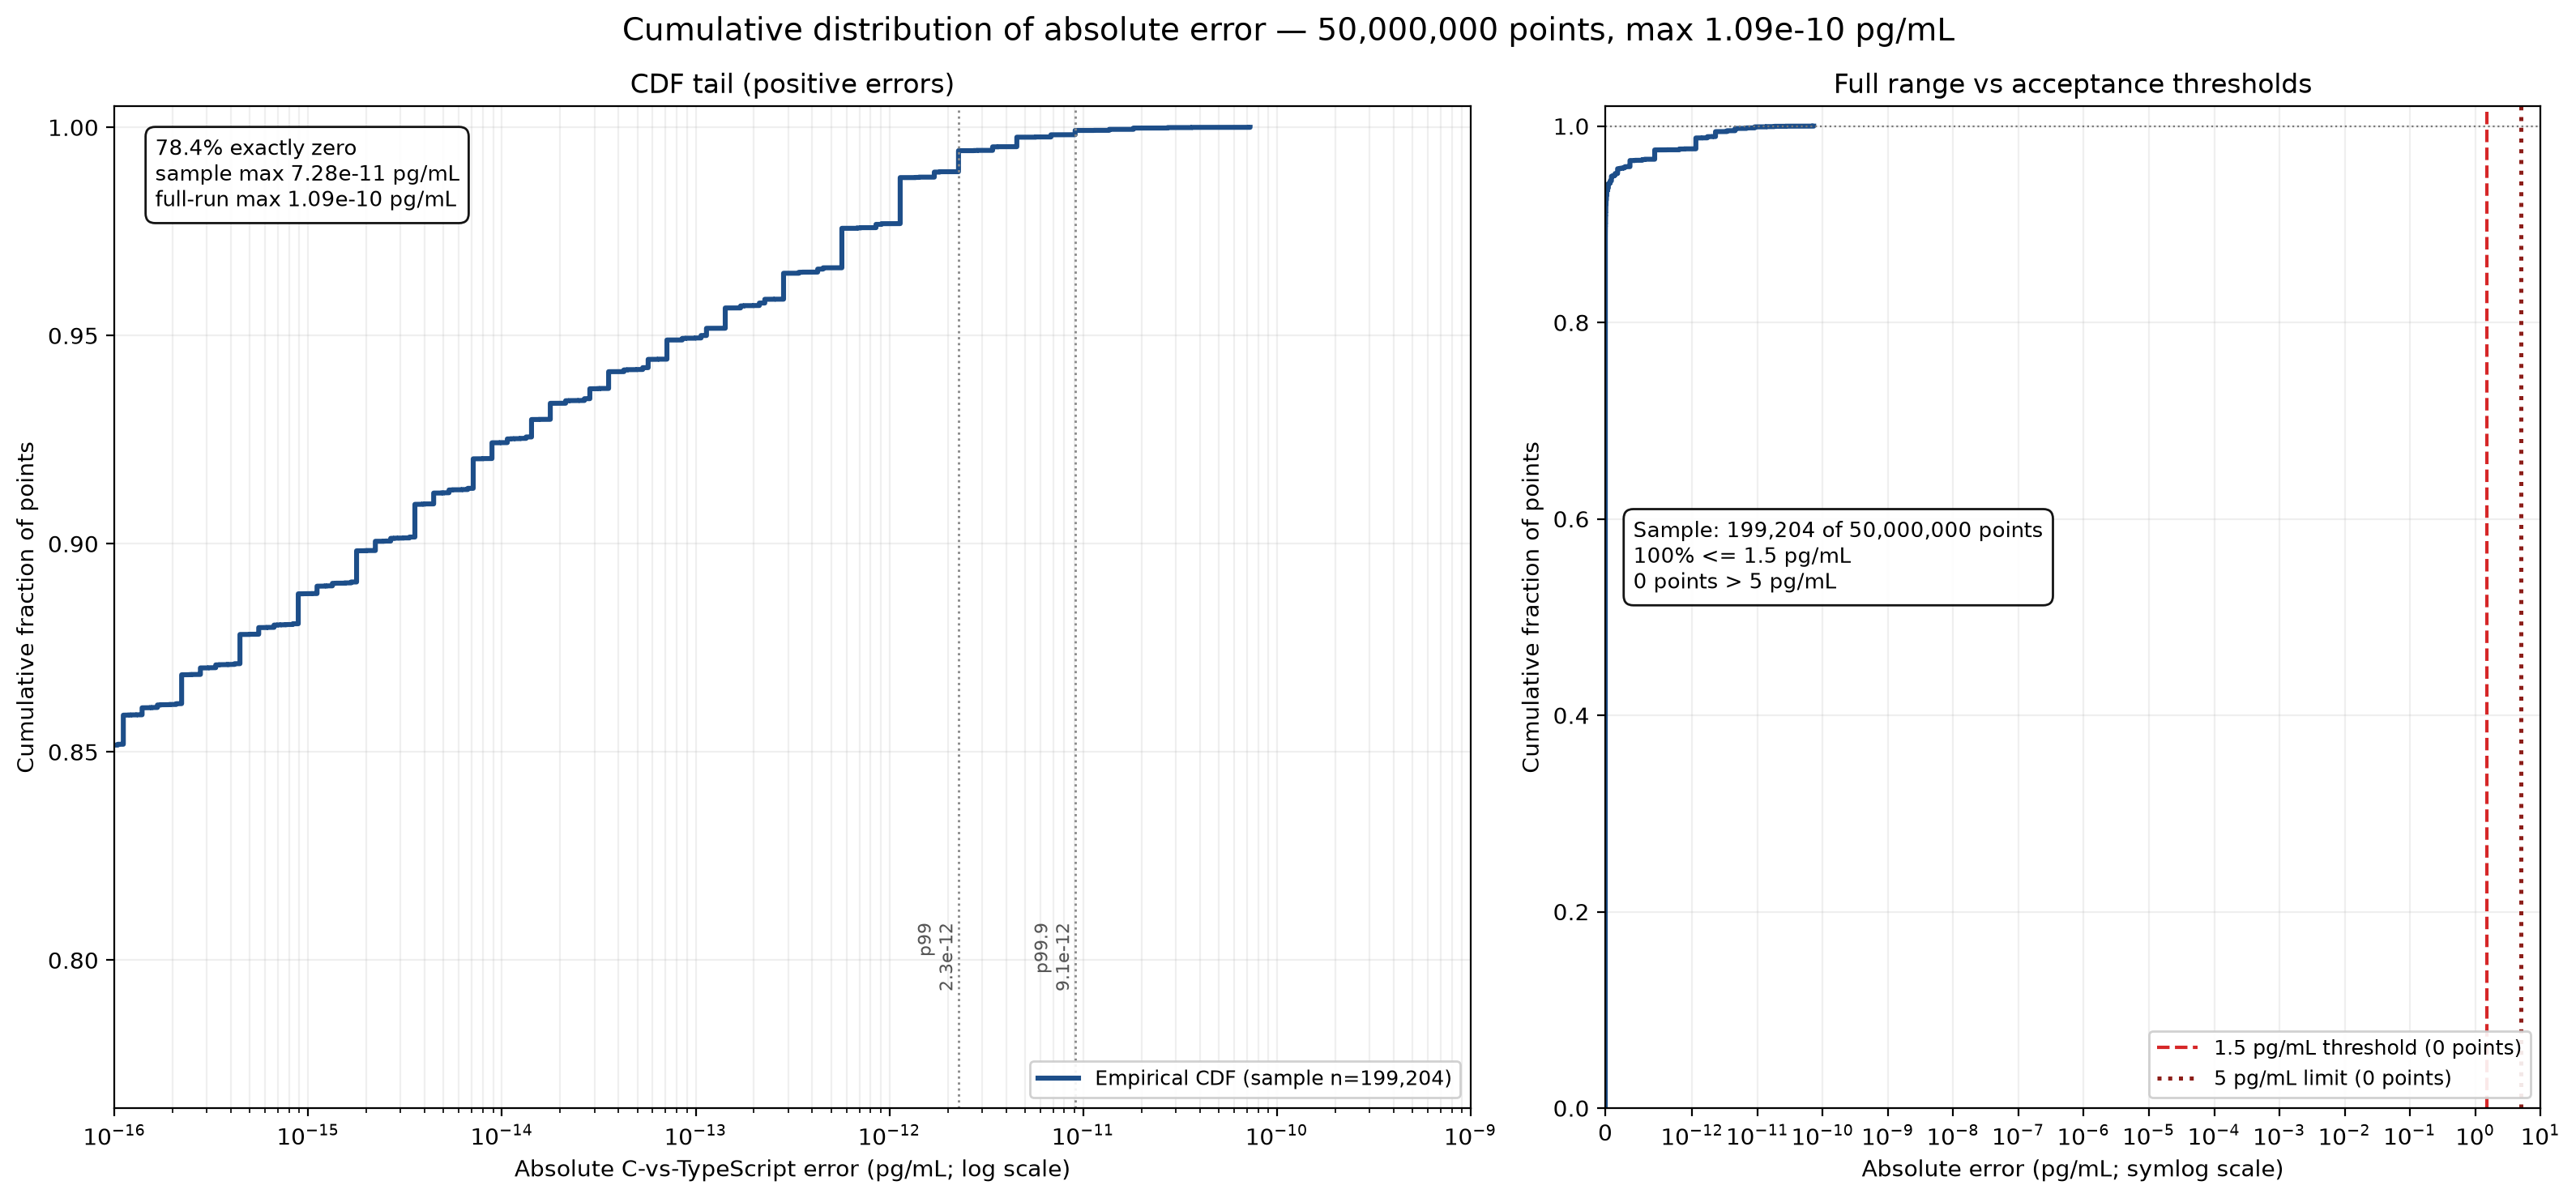 Cumulative distribution of absolute error — 50,000,000 points, max 1.09e-10 pg/mL
CDF tail (positive errors)
78.4% exactly zero
sample max 7.28e-11 pg/mL
full-run max 1.09e-10 pg/mL
Cumulative fraction of points
1.00
0.95
0.90
0.85
0.80
p99
2.3e-12
p99.9
9.1e-12
Empirical CDF (sample n=199,204)
10⁻¹⁶ 10⁻¹⁵ 10⁻¹⁴ 10⁻¹³ 10⁻¹² 10⁻¹¹ 10⁻¹⁰ 10⁻⁹
Absolute C-vs-TypeScript error (pg/mL; log scale)
Full range vs acceptance thresholds
Cumulative fraction of points
1.0
0.8
0.6
0.4
0.2
0.0
Sample: 199,204 of 50,000,000 points
100% <= 1.5 pg/mL
0 points > 5 pg/mL
1.5 pg/mL threshold (0 points)
5 pg/mL limit (0 points)
0 10⁻¹² 10⁻¹¹ 10⁻¹⁰ 10⁻⁹ 10⁻⁸ 10⁻⁷ 10⁻⁶ 10⁻⁵ 10⁻⁴ 10⁻³ 10⁻² 10⁻¹ 10⁰ 10¹
Absolute error (pg/mL; symlog scale)